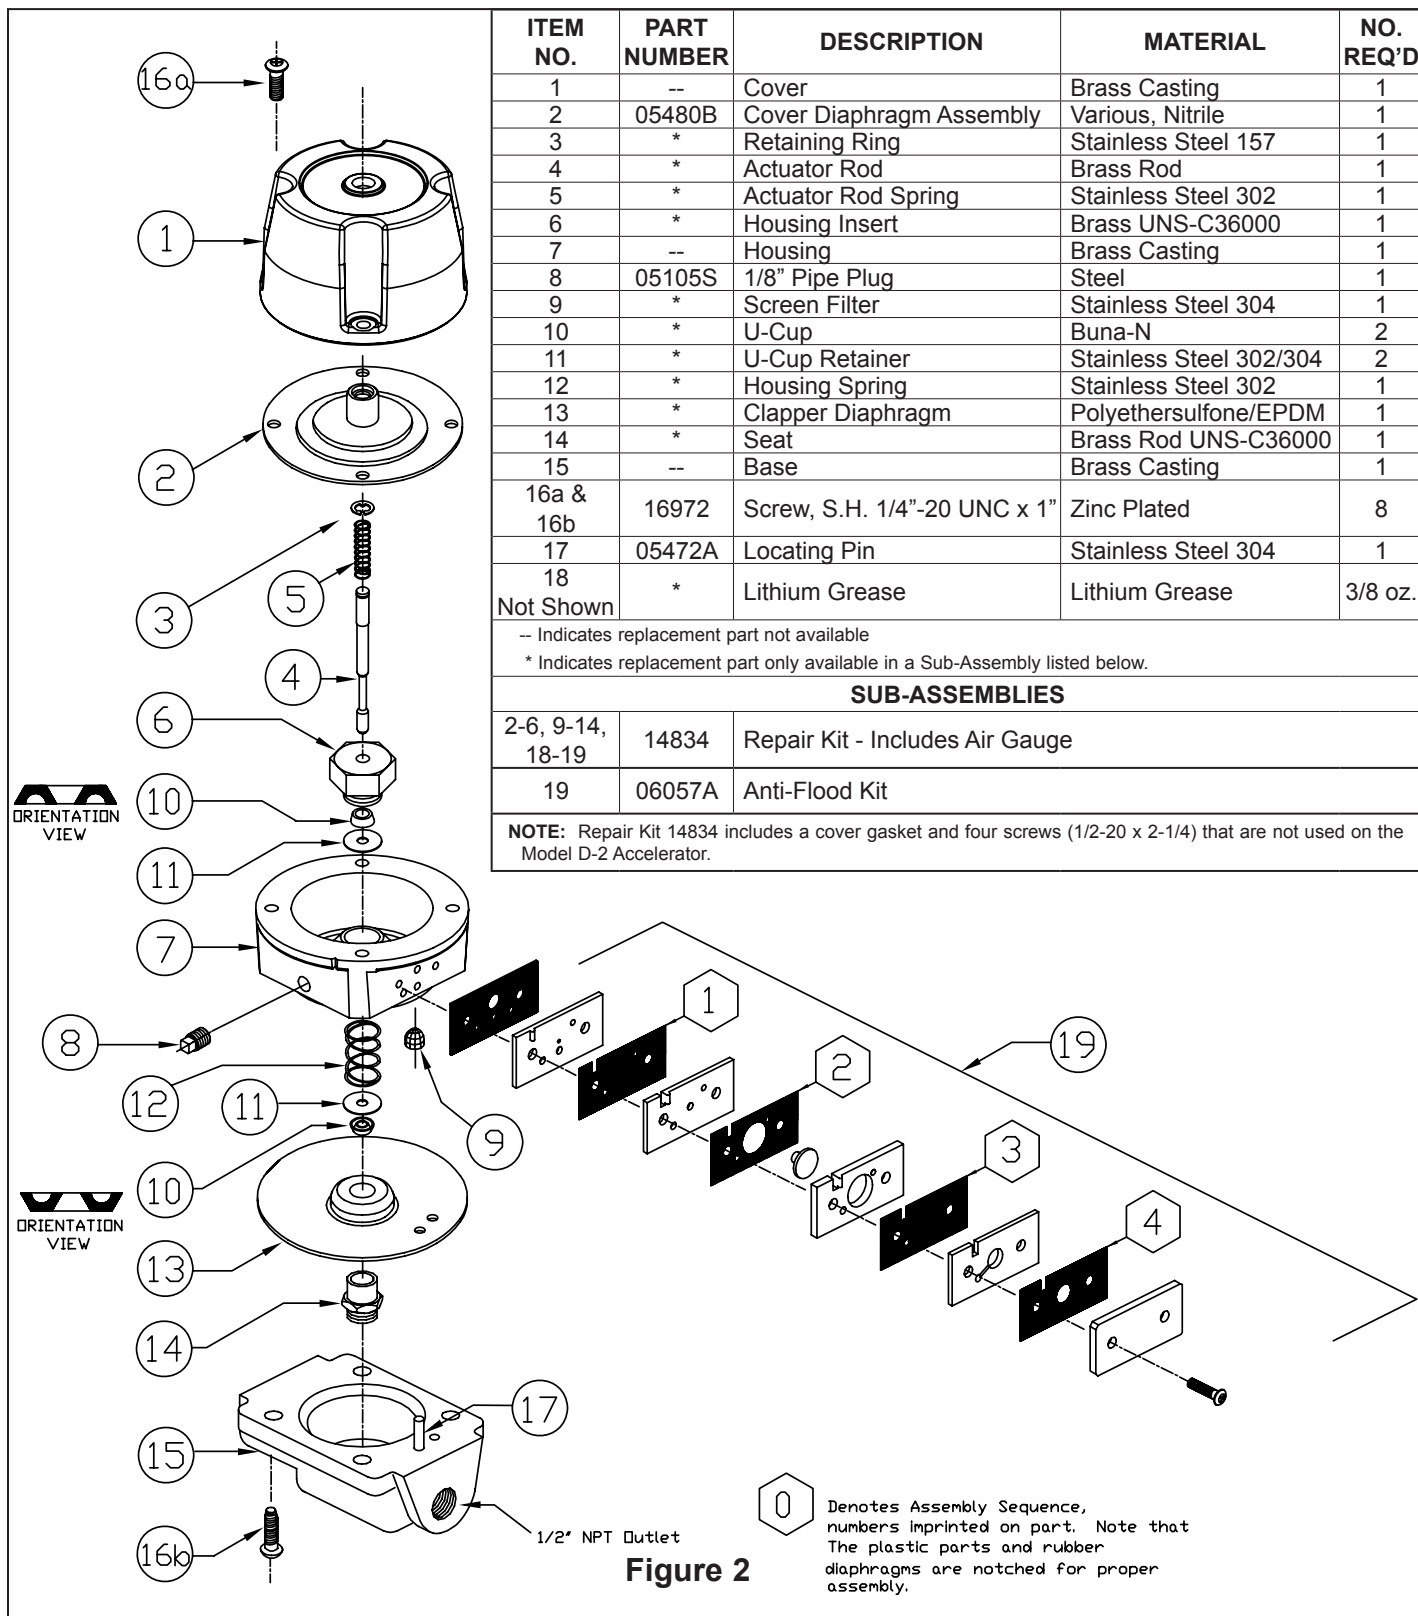 ITEM NO. PART NUMBER DESCRIPTION MATERIAL NO. REQ'D
1 -- Cover Brass Casting 1
2 05480B Cover Diaphragm Assembly Various, Nitrile 1
3 * Retaining Ring Stainless Steel 157 1
4 * Actuator Rod Brass Rod 1
5 * Actuator Rod Spring Stainless Steel 302 1
6 * Housing Insert Brass UNS-C36000 1
7 -- Housing Brass Casting 1
8 05105S 1/8” Pipe Plug Steel 1
9 * Screen Filter Stainless Steel 304 1
10 * U-Cup Buna-N 2
11 * U-Cup Retainer Stainless Steel 302/304 2
12 * Housing Spring Stainless Steel 302 1
13 * Clapper Diaphragm Polyethersulfone/EPDM 1
14 * Seat Brass Rod UNS-C36000 1
15 -- Base Brass Casting 1
16a & 16b 16972 Screw, S.H. 1/4”-20 UNC x 1” Zinc Plated 8
17 05472A Locating Pin Stainless Steel 304 1
18 Not Shown * Lithium Grease Lithium Grease 3/8 oz.
-- Indicates replacement part not available
* Indicates replacement part only available in a Sub-Assembly listed below.
SUB-ASSEMBLIES
2-6, 9-14, 18-19 14834 Repair Kit - Includes Air Gauge
19 06057A Anti-Flood Kit
NOTE: Repair Kit 14834 includes a cover gasket and four screws (1/2-20 x 2-1/4) that are not used on the
Model D-2 Accelerator.
16a
1
2
3
5
4
6
10
ORIENTATION
VIEW
11
7
8
12
11
9
10
ORIENTATION
VIEW
13
14
17
15
16b
1
2
3
4
19
1/2" NPT Outlet
0
Denotes Assembly Sequence,
numbers imprinted on part. Note that
The plastic parts and rubber
diaphragms are notched for proper
assembly.
Figure 2